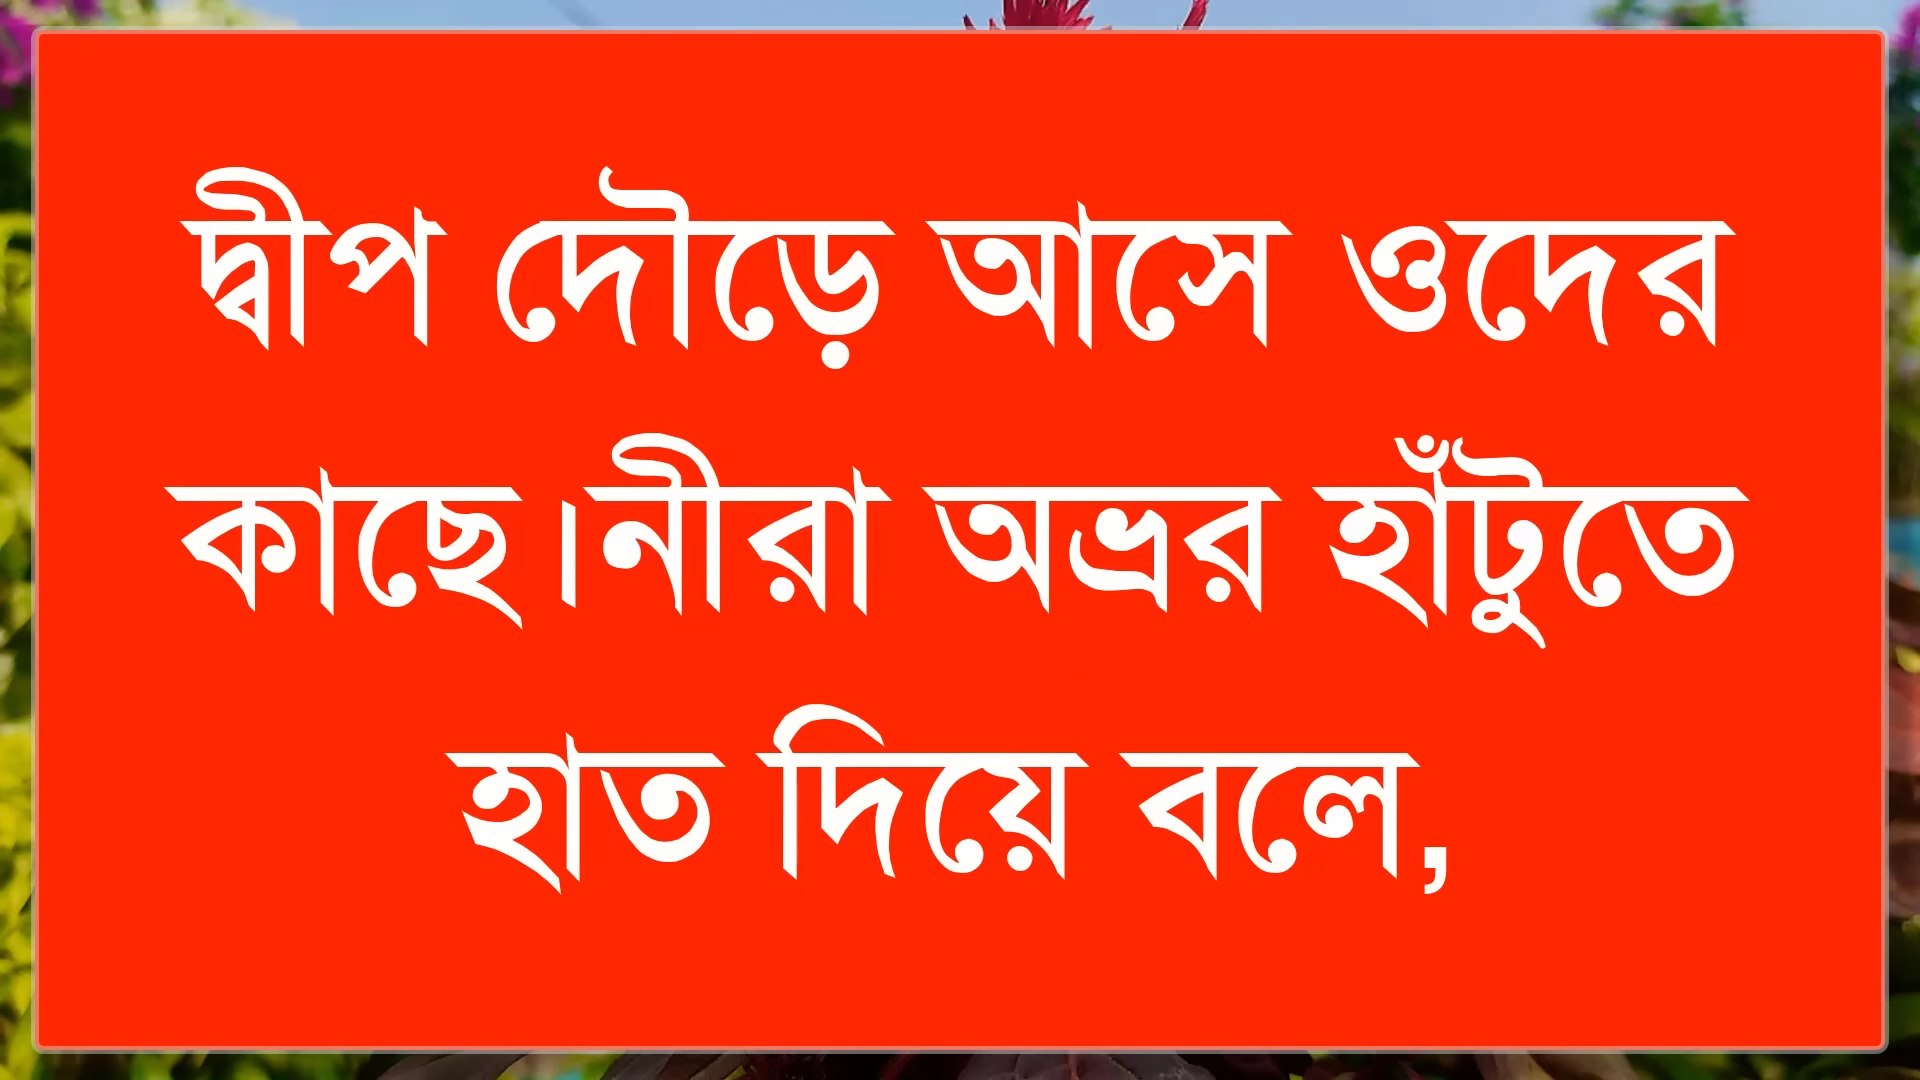 দ্বীপ দৌড়ে আসে ওদের
কাছে।নীরা অভ্রর হাঁটুতে
হাত দিয়ে বলে,